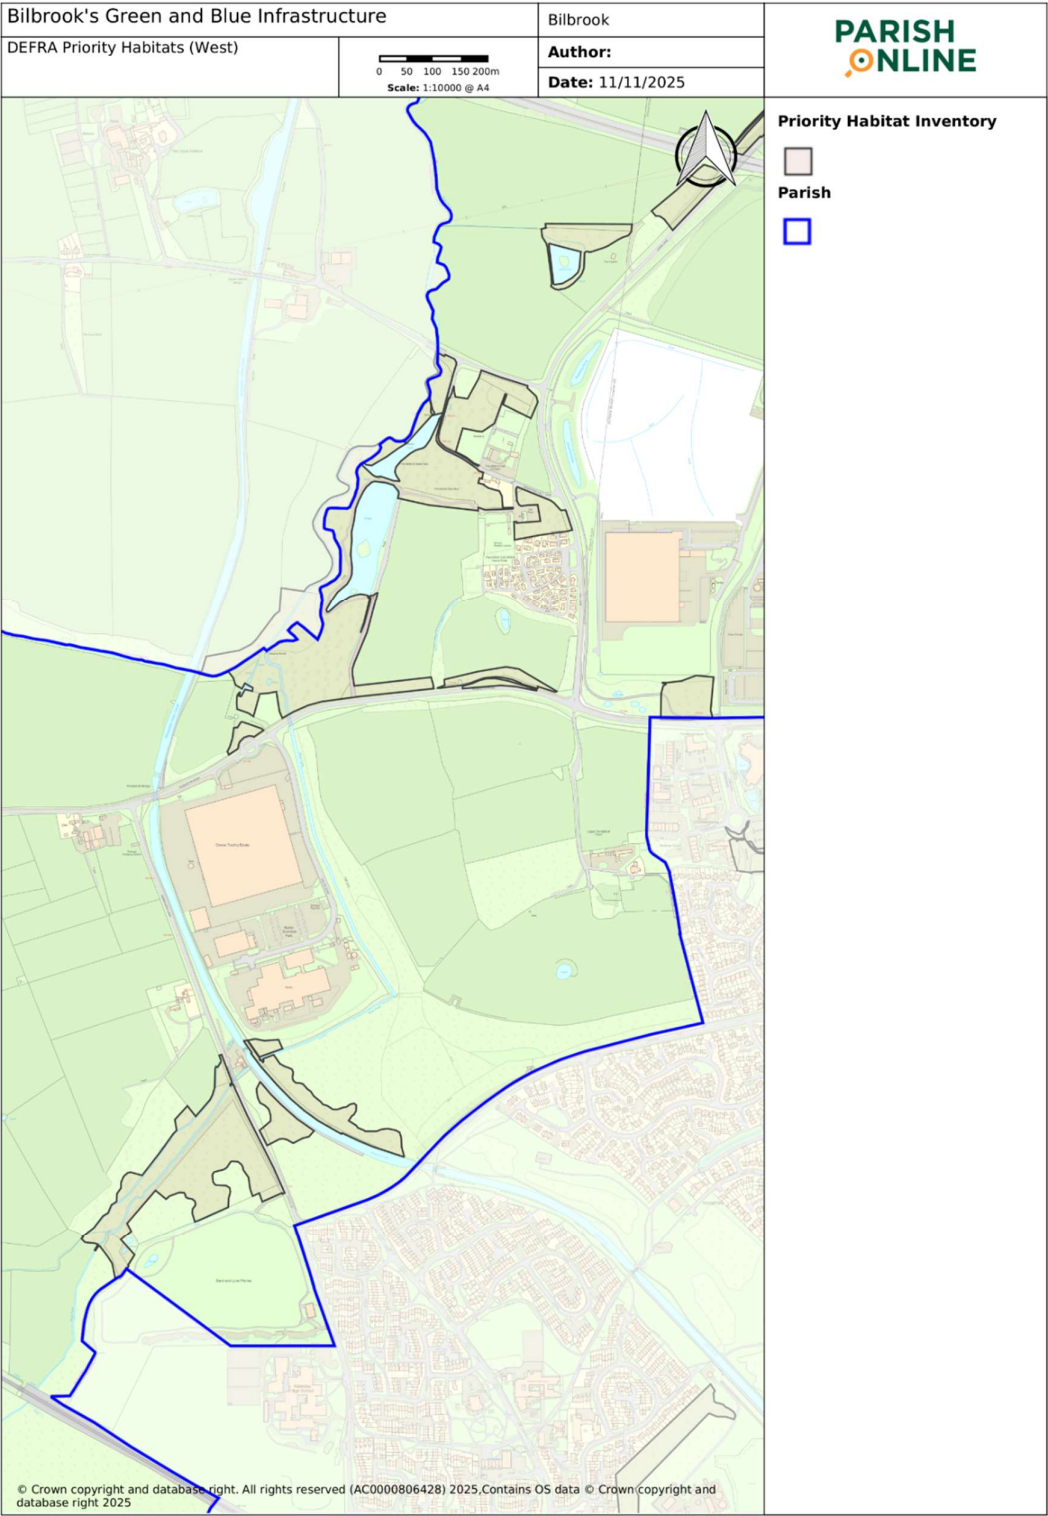 Bilbrook's Green and Blue Infrastructure
DEFRA Priority Habitats (West)
0 50 100 150 200m
Scale: 1:10000 @ A4
Bilbrook
Author:
Date: 11/11/2025
PARISH
ONLINE
Priority Habitat Inventory
Parish
© Crown copyright and database right. All rights reserved (AC0000806428) 2025,Contains OS data © Crown copyright and
database right 2025